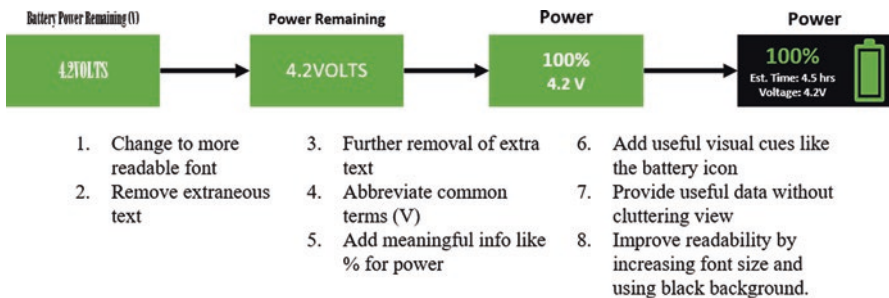 Battery Power Remaining (V)
4.2VOLTS
Power Remaining
4.2VOLTS
Power
100%
4.2 V
Power
100%
Est. Time: 4.5 hrs
Voltage: 4.2V
1. Change to more
readable font
2. Remove extraneous
text
3. Further removal of extra
text
4. Abbreviate common
terms (V)
5. Add meaningful info like
% for power
6. Add useful visual cues like
the battery icon
7. Provide useful data without
cluttering view
8. Improve readability by
increasing font size and
using black background.